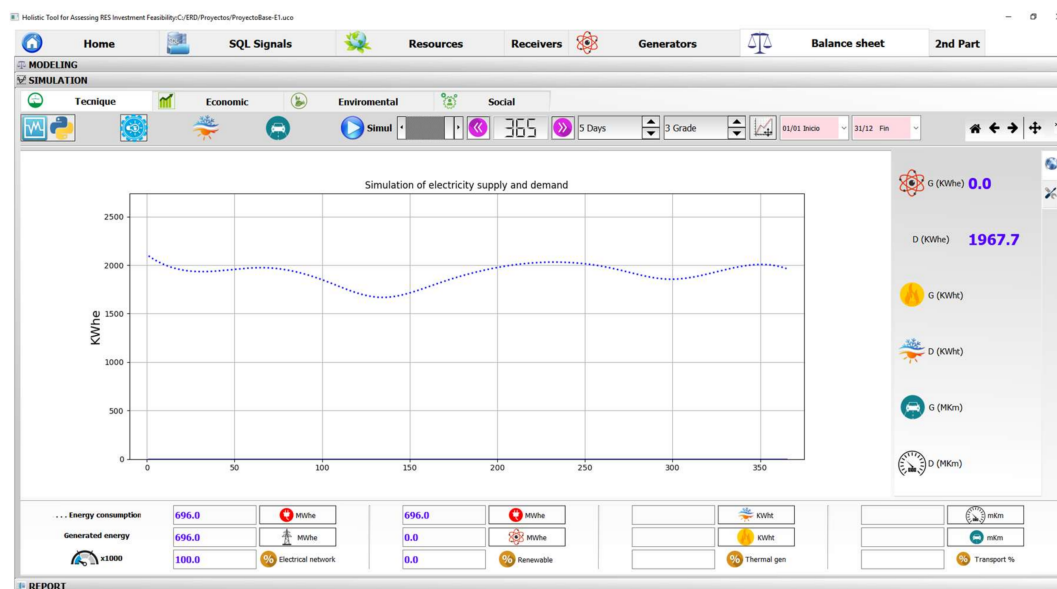 Holistic Tool for Assessing RES Investment Feasibility:C:/ERD/Proyectos/ProyectoBase-E1.uco
Home SQL Signals Resources Receivers Generators Balance sheet 2nd Part
MODELING
SIMULATION
Tecnique Economic Enviromental Social
Simul 365 5 Days 3 Grade 01/01 Inicio 31/12 Fin
Simulation of electricity supply and demand
KWhe
2500
2000
1500
1000
500
0
0 50 100 150 200 250 300 350
G (KWhe) 0.0
D (KWhe) 1967.7
G (KWht)
D (KWht)
G (MKm)
D (MKm)
... Energy consumption 696.0 MWhe 696.0 MWhe KWht mKm
Generated energy 696.0 MWhe 0.0 MWhe KWht mKm
x1000 100.0 % Electrical network 0.0 % Renewable % Thermal gen % Transport %
REPORT